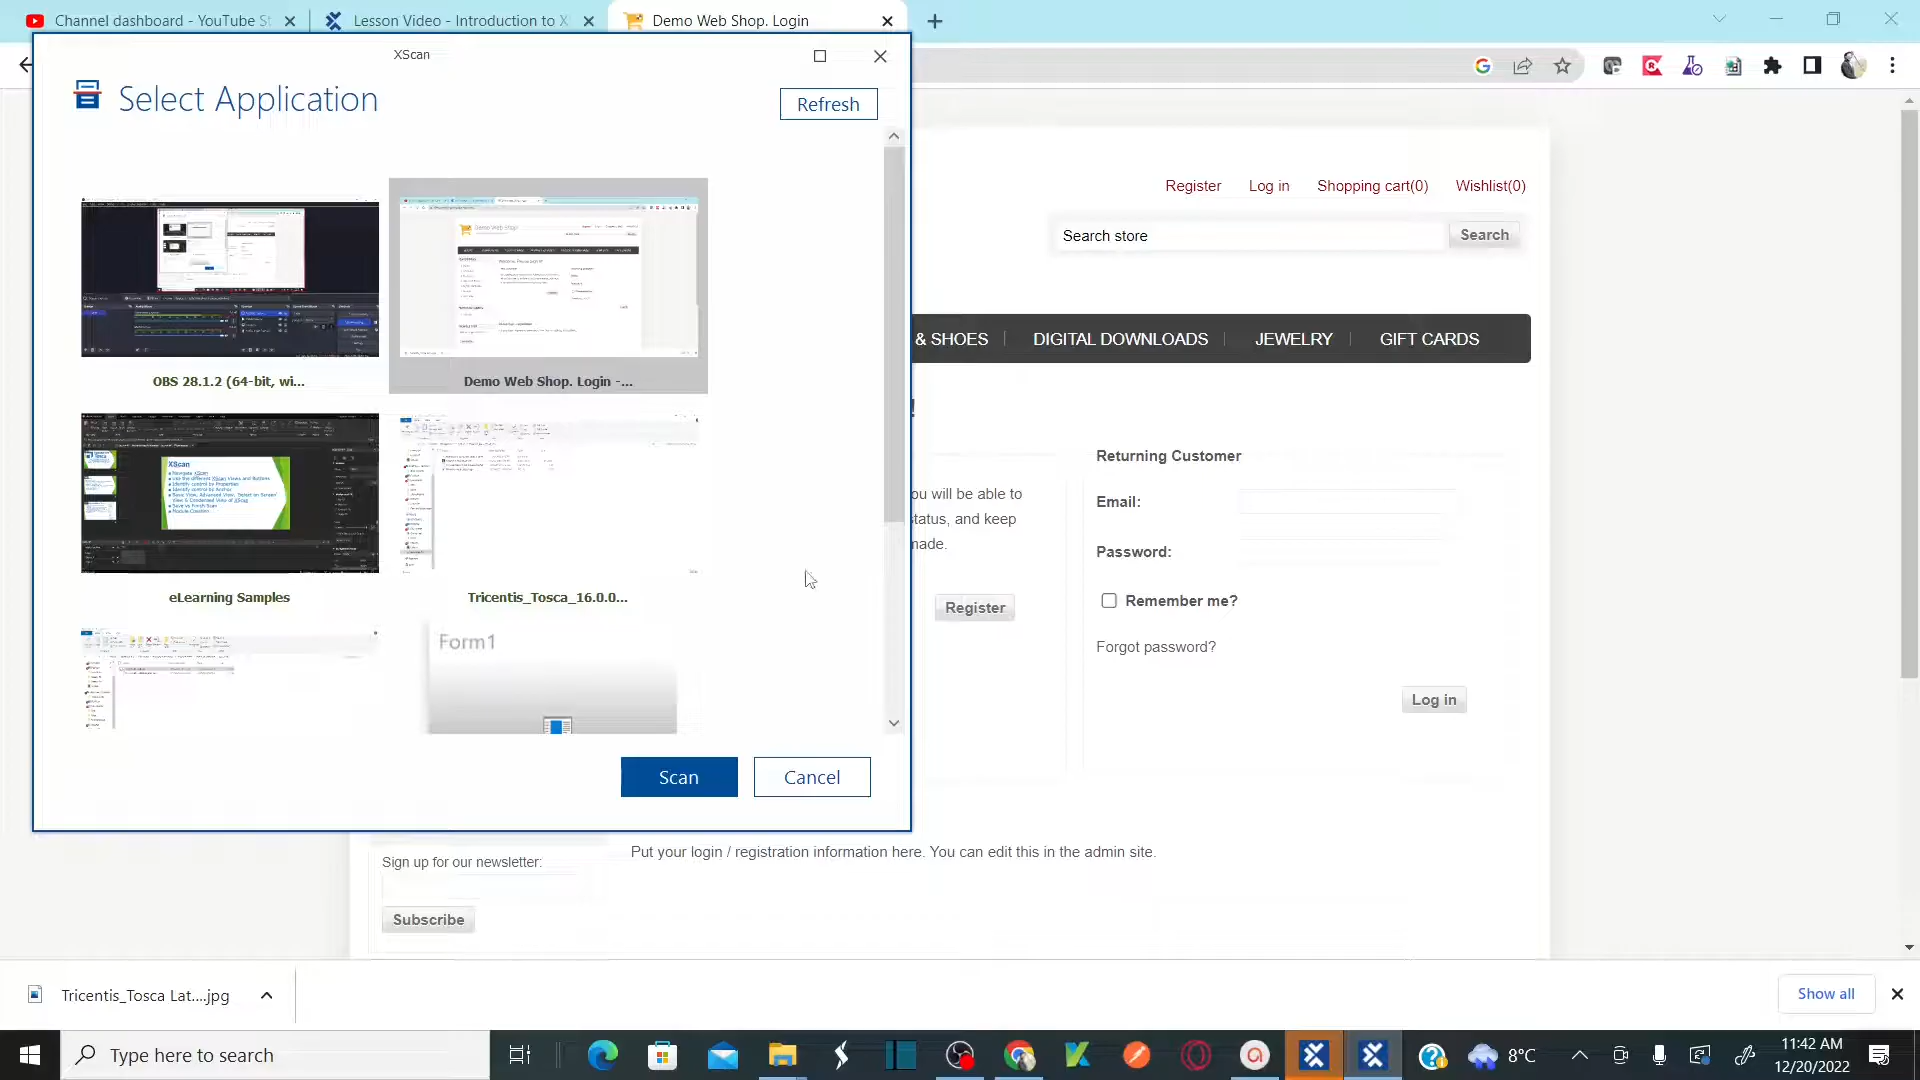 Channel dashboard - YouTube St
Lesson Video - Introduction to X
Demo Web Shop. Login
XScan
Select Application
Refresh
OBS 28.1.2 (64-bit, wi...
Demo Web Shop. Login -...
XScan
eLearning Samples
Tricentis_Tosca_16.0.0...
Form1
Scan
Cancel
Register
Log in
Shopping cart(0)
Wishlist(0)
Search store
Search
& SHOES
DIGITAL DOWNLOADS
JEWELRY
GIFT CARDS
ou will be able to
status, and keep
made.
Register
Returning Customer
Email:
Password:
Remember me?
Forgot password?
Log in
Put your login / registration information here. You can edit this in the admin site.
Sign up for our newsletter:
Subscribe
Tricentis_Tosca Lat....jpg
Show all
Type here to search
8°C
11:42 AM
12/20/2022